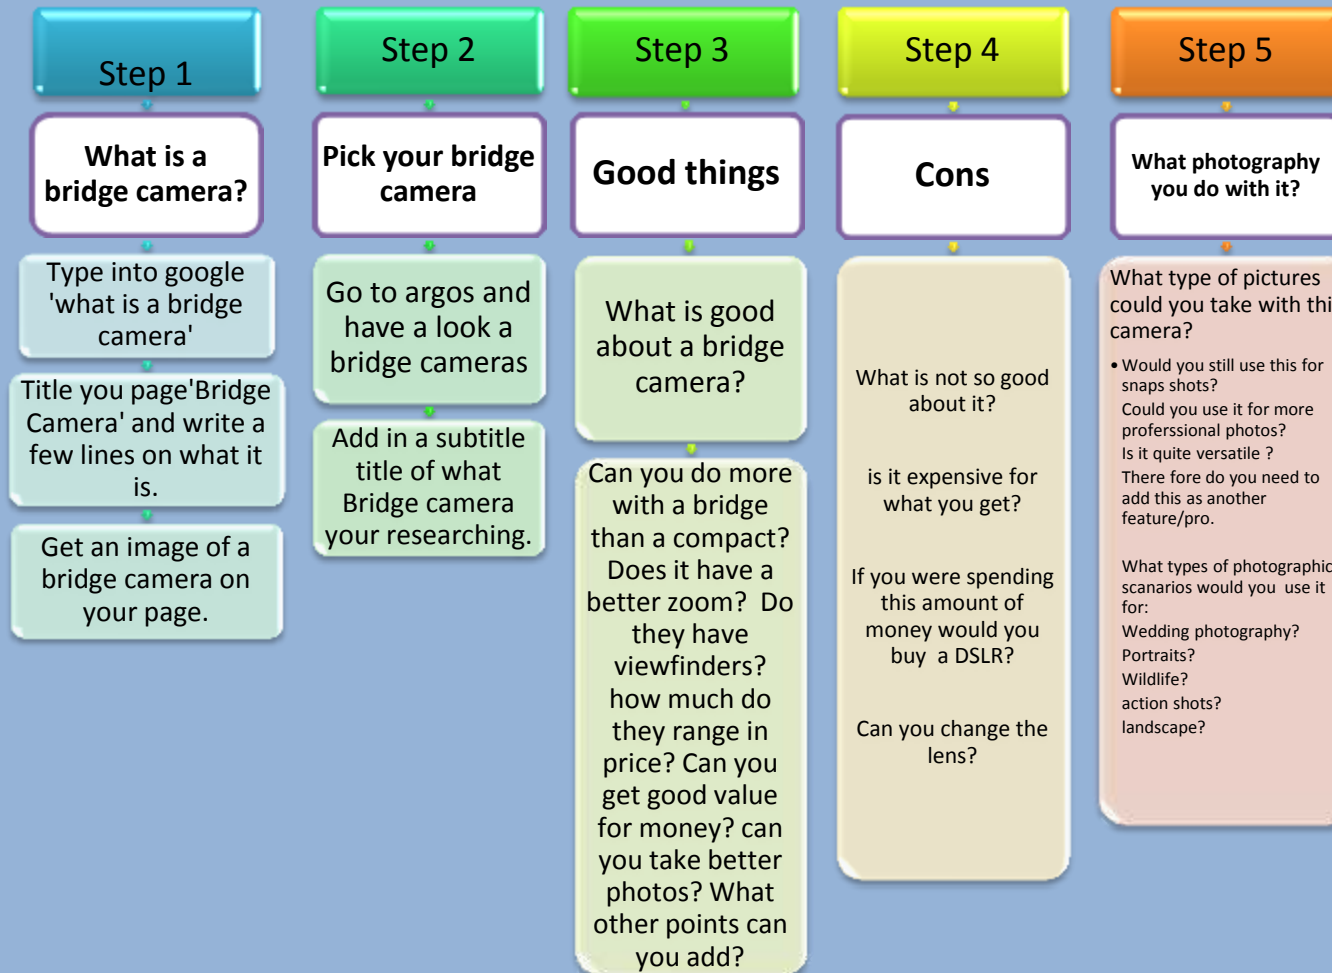 Step 1
What is a
bridge camera?
Type into google
'what is a bridge
camera'
Title you page'Bridge
Camera' and write a
few lines on what it
is.
Get an image of a
bridge camera on
your page.
Step 2
Pick your bridge
camera
Go to argos and
have a look a
bridge cameras
Add in a subtitle
title of what
Bridge camera
your researching.
Step 3
Good things
What is good
about a bridge
camera?
Can you do more
with a bridge
than a compact?
Does it have a
better zoom? Do
they have
viewfinders?
how much do
they range in
price? Can you
get good value
for money? can
you take better
photos? What
other points can
you add?
Step 4
Cons
What is not so good
about it?
is it expensive for
what you get?
If you were spending
this amount of
money would you
buy a DSLR?
Can you change the
lens?
Step 5
What photography
you do with it?
What type of pictures
could you take with thi
camera?
• Would you still use this for
snaps shots?
Could you use it for more
proferssional photos?
Is it quite versatile ?
There fore do you need to
add this as another
feature/pro.
What types of photographic
scanarios would you use it
for:
Wedding photography?
Portraits?
Wildlife?
action shots?
landscape?